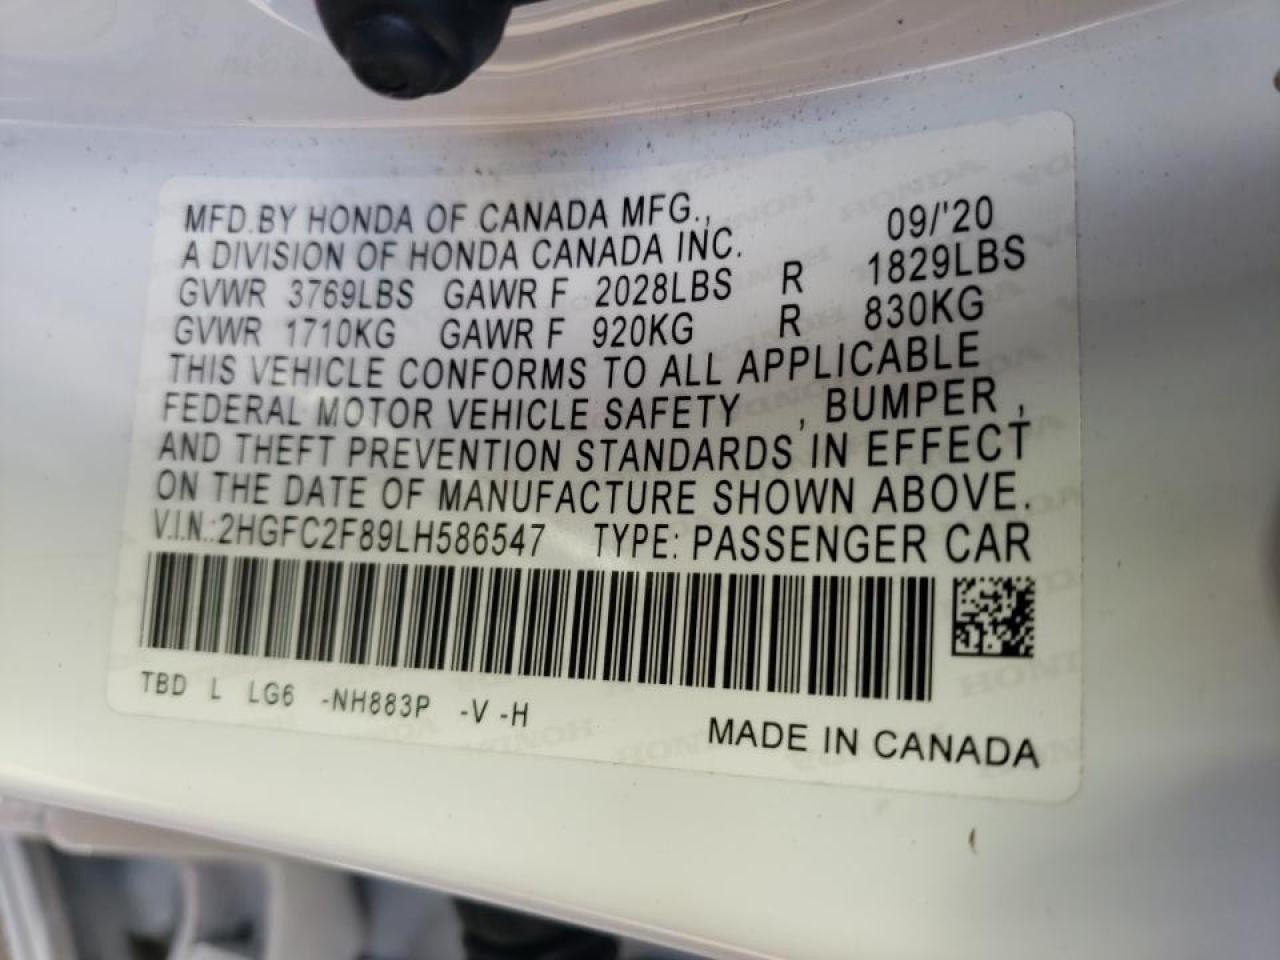 MFD.BY HONDA OF CANADA MFG., 09/'20
A DIVISION OF HONDA CANADA INC.
GVWR 3769LBS GAWR F 2028LBS R 1829LBS
GVWR 1710KG GAWR F 920KG R 830KG
THIS VEHICLE CONFORMS TO ALL APPLICABLE
FEDERAL MOTOR VEHICLE SAFETY , BUMPER ,
AND THEFT PREVENTION STANDARDS IN EFFECT
ON THE DATE OF MANUFACTURE SHOWN ABOVE.
V.I.N.:2HGFC2F89LH586547 TYPE: PASSENGER CAR
TBD L LG6 -NH883P -V -H
MADE IN CANADA